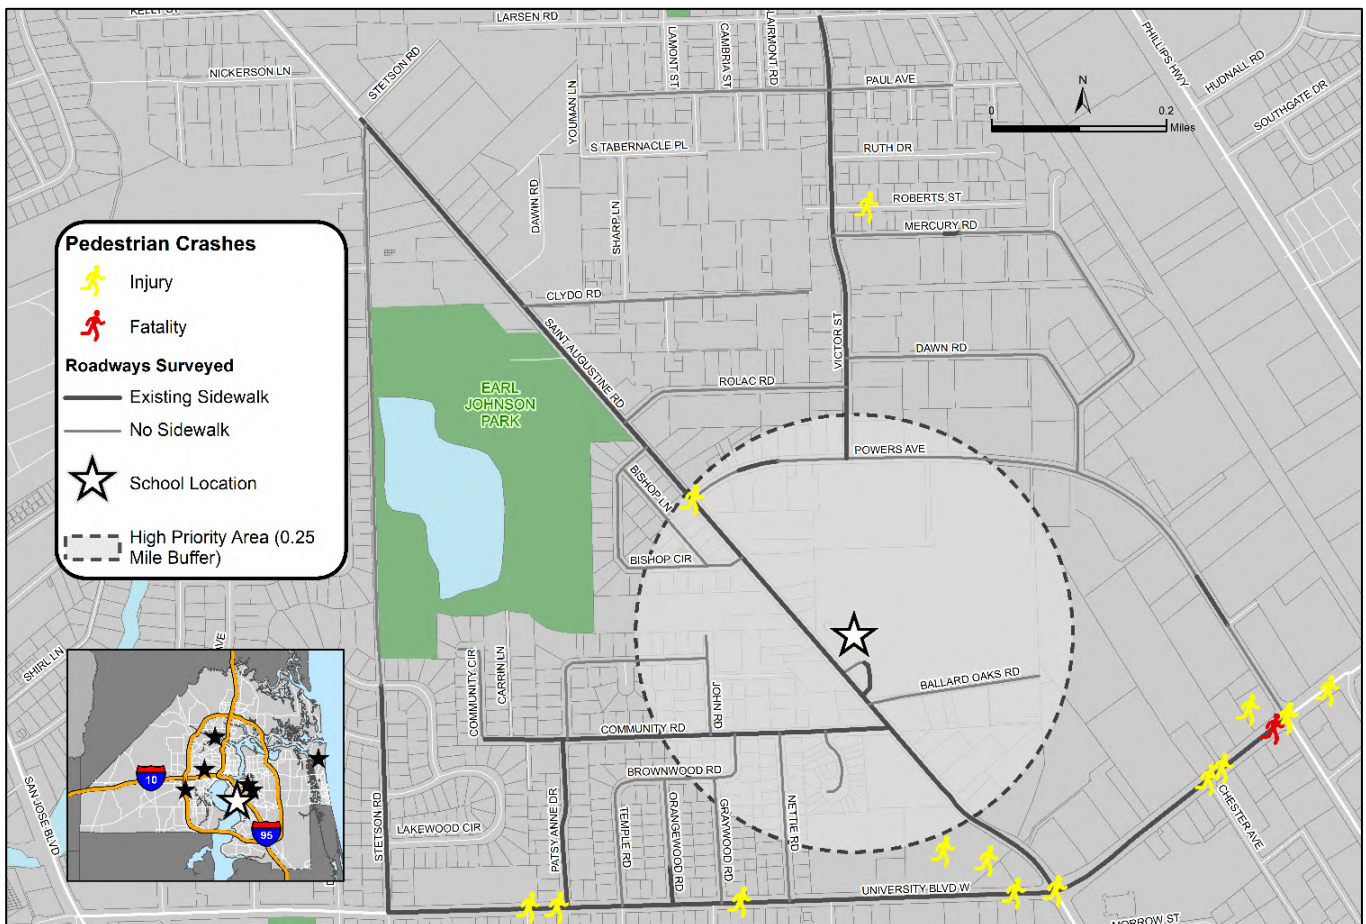 KELLY CT
LARSEN RD
NICKERSON LN
STETSON RD
YOUMAN LN
LAMONT ST
CAMBRIA ST
LAIRMONT RD
PAUL AVE
PHILLIPS HWY
HUDNALL RD
SOUTHGATE DR
N
0
0.2
Miles
S TABERNACLE PL
RUTH DR
DAWIN RD
SHARP LN
ROBERTS ST
MERCURY RD
Pedestrian Crashes
Injury
Fatality
Roadways Surveyed
Existing Sidewalk
No Sidewalk
School Location
High Priority Area (0.25
Mile Buffer)
CLYDO RD
SAINT AUGUSTINE RD
VICTOR ST
DAWN RD
ROLAC RD
EARL
JOHNSON
PARK
POWERS AVE
BISHOP LN
BISHOP CIR
SHIRL LN
AVE
COMMUNITY CIR
CARRIN LN
JOHN RD
BALLARD OAKS RD
COMMUNITY RD
BROWNWOOD RD
SAN JOSE BLVD
10
95
STETSON RD
LAKEWOOD CIR
PATSY ANNE DR
TEMPLE RD
ORANGEWOOD RD
GRAYWOOD RD
NETTIE RD
CHESTER AVE
UNIVERSITY BLVD W
MORROW ST